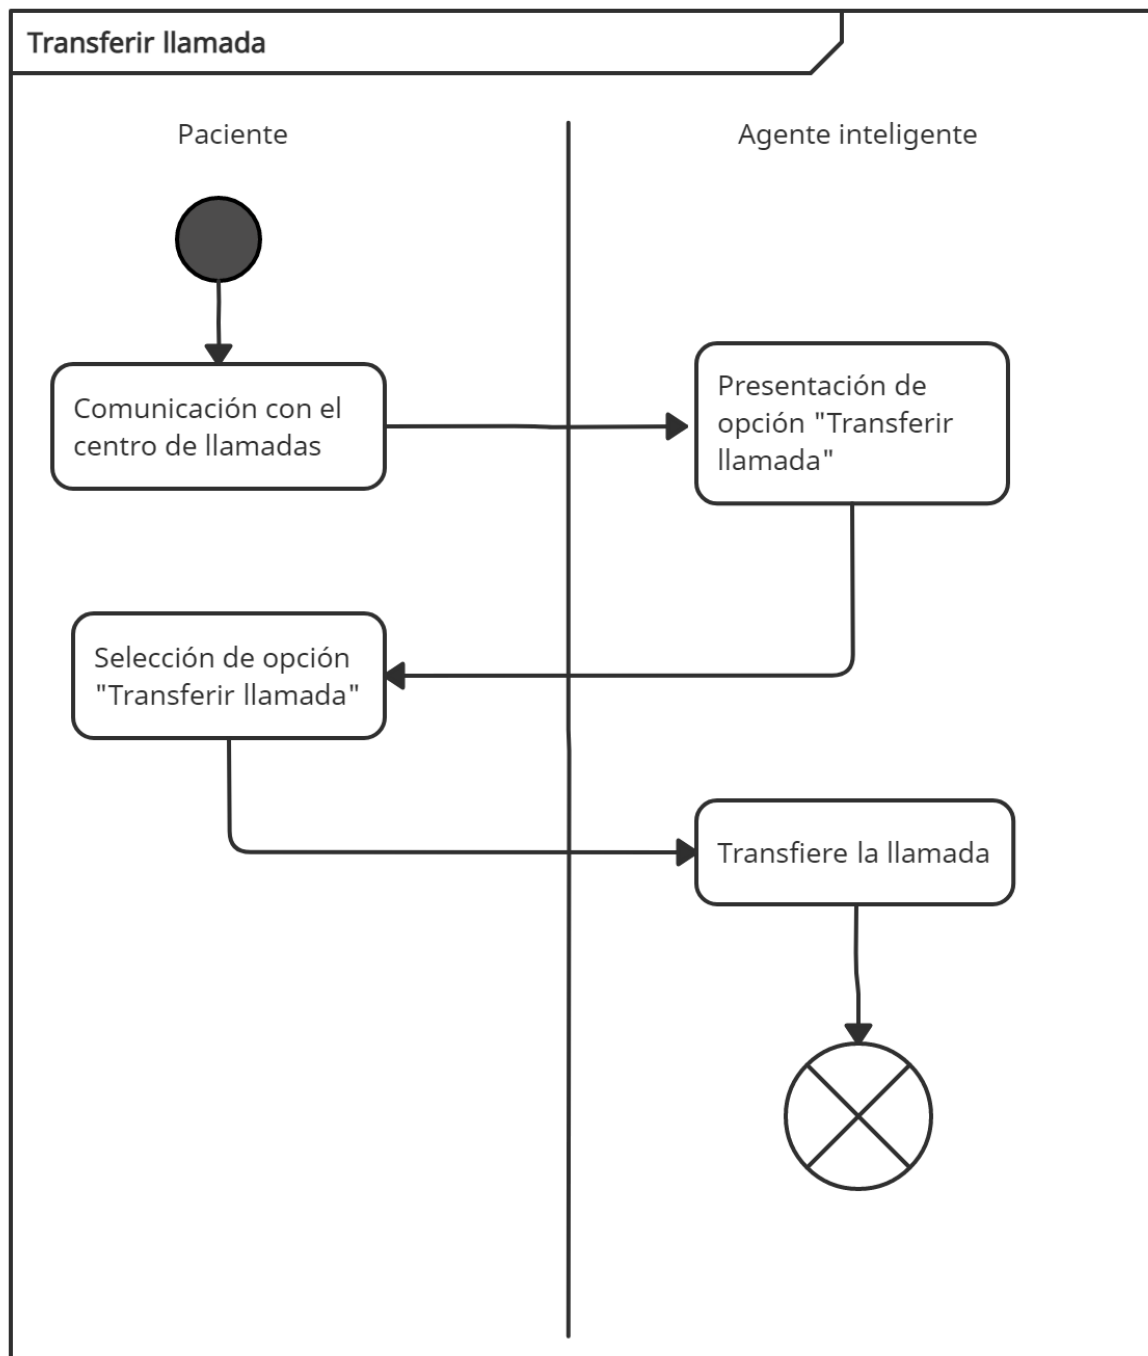 Transferir llamada
Paciente
Agente inteligente
Comunicación con el
centro de llamadas
Presentación de
opción "Transferir
llamada"
Selección de opción
"Transferir llamada"
Transfiere la llamada